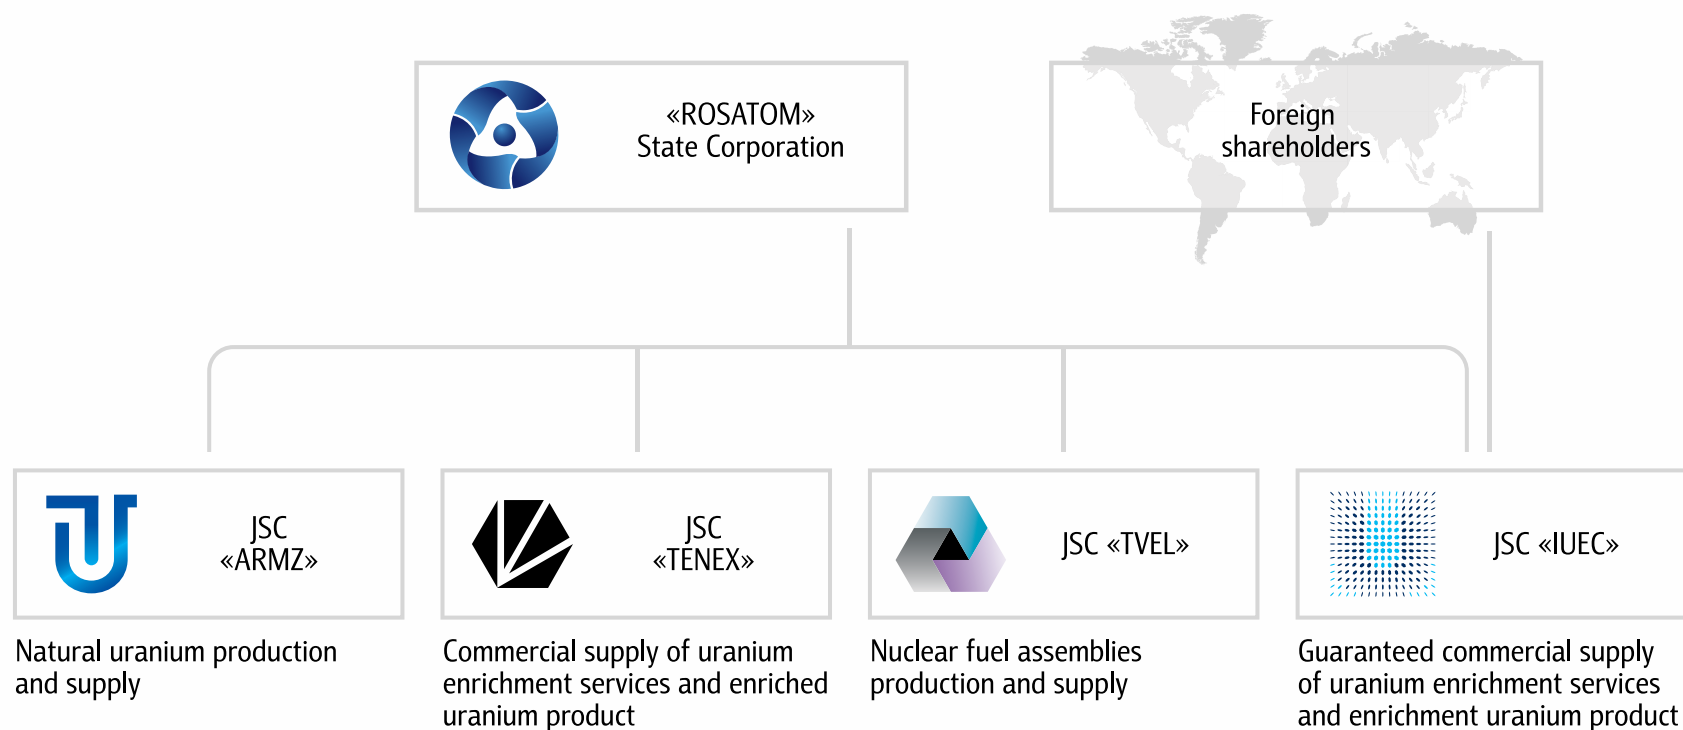 «ROSATOM»
State Corporation
Foreign
shareholders
JSC
«ARMZ»
JSC
«TENEX»
JSC «TVEL»
JSC «IUEC»
Natural uranium production
and supply
Commercial supply of uranium
enrichment services and enriched
uranium product
Nuclear fuel assemblies
production and supply
Guaranteed commercial supply
of uranium enrichment services
and enrichment uranium product